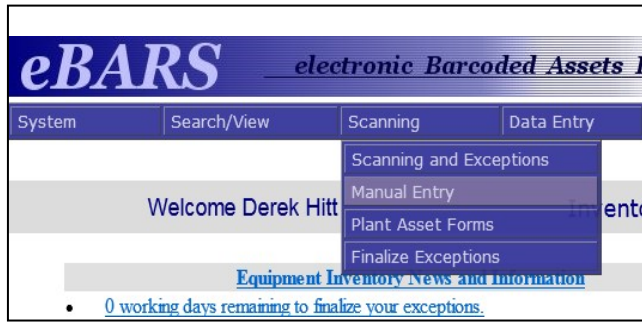 eBARS electronic Barcoded Assets
System Search/View Scanning Data Entry
Scanning and Exceptions
Manual Entry
Welcome Derek Hitt
Plant Asset Forms
Finalize Exceptions
Equipment Inventory News and Information
• 0 working days remaining to finalize your exceptions.